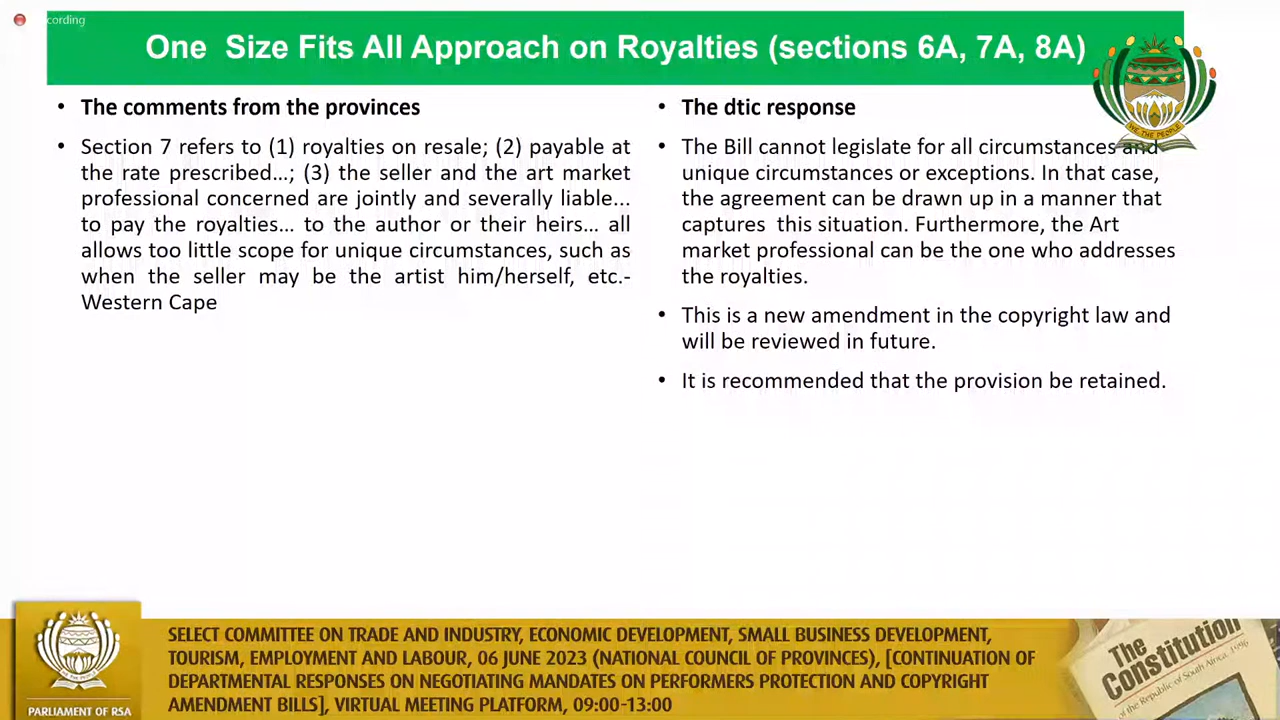 cording
One Size Fits All Approach on Royalties (sections 6A, 7A, 8A)
WE, THE PEOPLE
• The comments from the provinces
• Section 7 refers to (1) royalties on resale; (2) payable at
the rate prescribed…; (3) the seller and the art market
professional concerned are jointly and severally liable…
to pay the royalties… to the author or their heirs… all
allows too little scope for unique circumstances, such as
when the seller may be the artist him/herself, etc.-
Western Cape
• The dtic response
• The Bill cannot legislate for all circumstances and
unique circumstances or exceptions. In that case,
the agreement can be drawn up in a manner that
captures this situation. Furthermore, the Art
market professional can be the one who addresses
the royalties.
• This is a new amendment in the copyright law and
will be reviewed in future.
• It is recommended that the provision be retained.
PARLIAMENT OF RSA
SELECT COMMITTEE ON TRADE AND INDUSTRY, ECONOMIC DEVELOPMENT, SMALL BUSINESS DEVELOPMENT,
TOURISM, EMPLOYMENT AND LABOUR, 06 JUNE 2023 (NATIONAL COUNCIL OF PROVINCES), [CONTINUATION OF
DEPARTMENTAL RESPONSES ON NEGOTIATING MANDATES ON PERFORMERS PROTECTION AND COPYRIGHT
AMENDMENT BILLS], VIRTUAL MEETING PLATFORM, 09:00-13:00
The
Constitution
of the Republic of South Africa, 1996